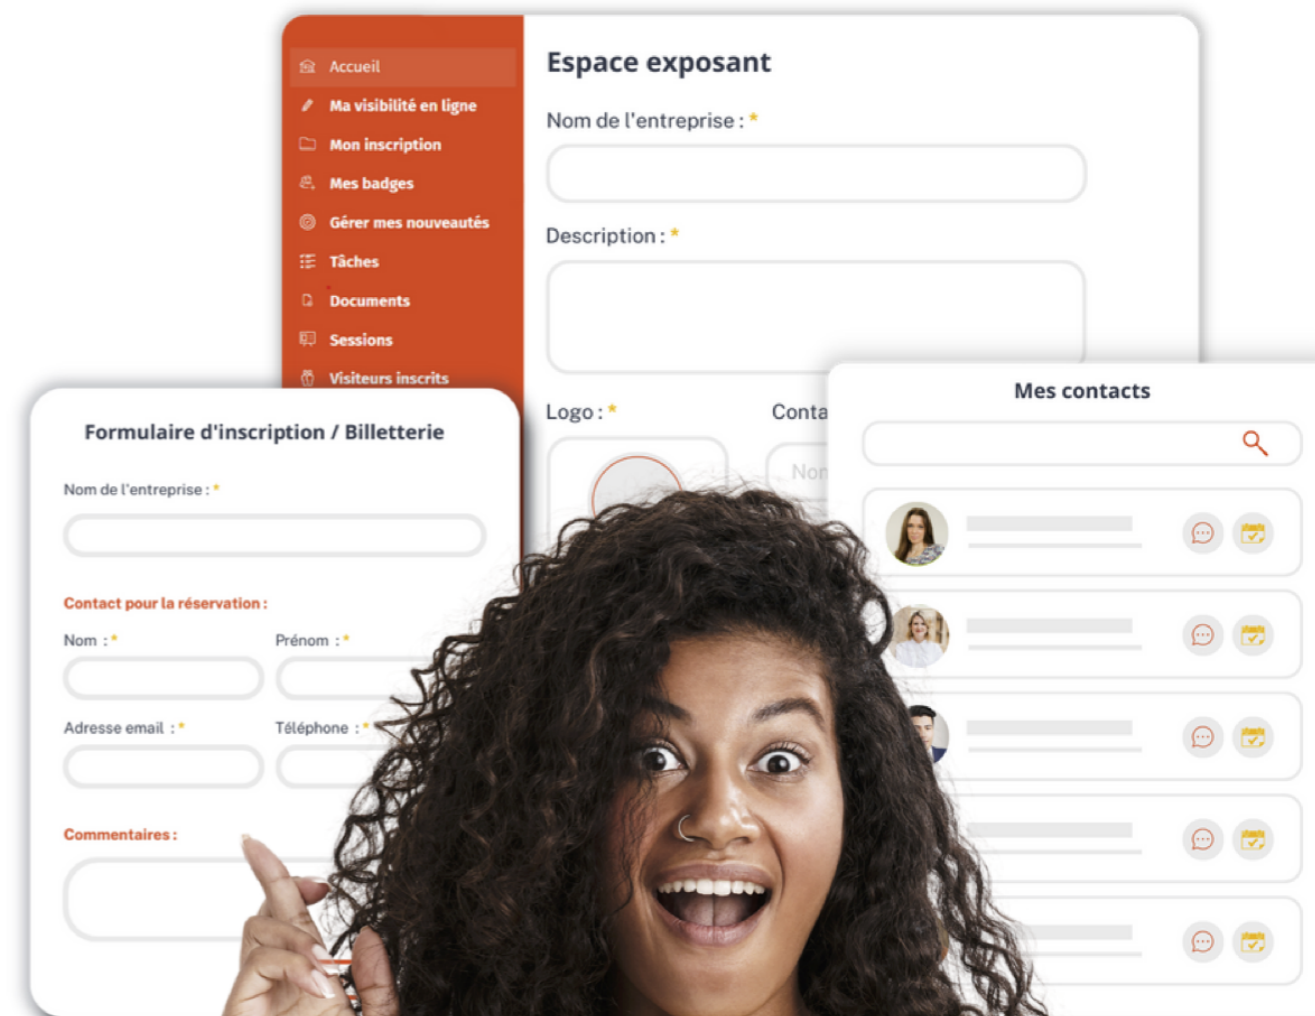 Accueil
Ma visibilité en ligne
Mon inscription
Mes badges
Gérer mes nouveautés
Tâches
Documents
Sessions
Visiteurs inscrits
Espace exposant
Nom de l'entreprise : *
Description : *
Logo : *
Formulaire d'inscription / Billetterie
Nom de l'entreprise : *
Contact pour la réservation :
Nom : * Prénom : *
Adresse email : * Téléphone : *
Commentaires :
Mes contacts